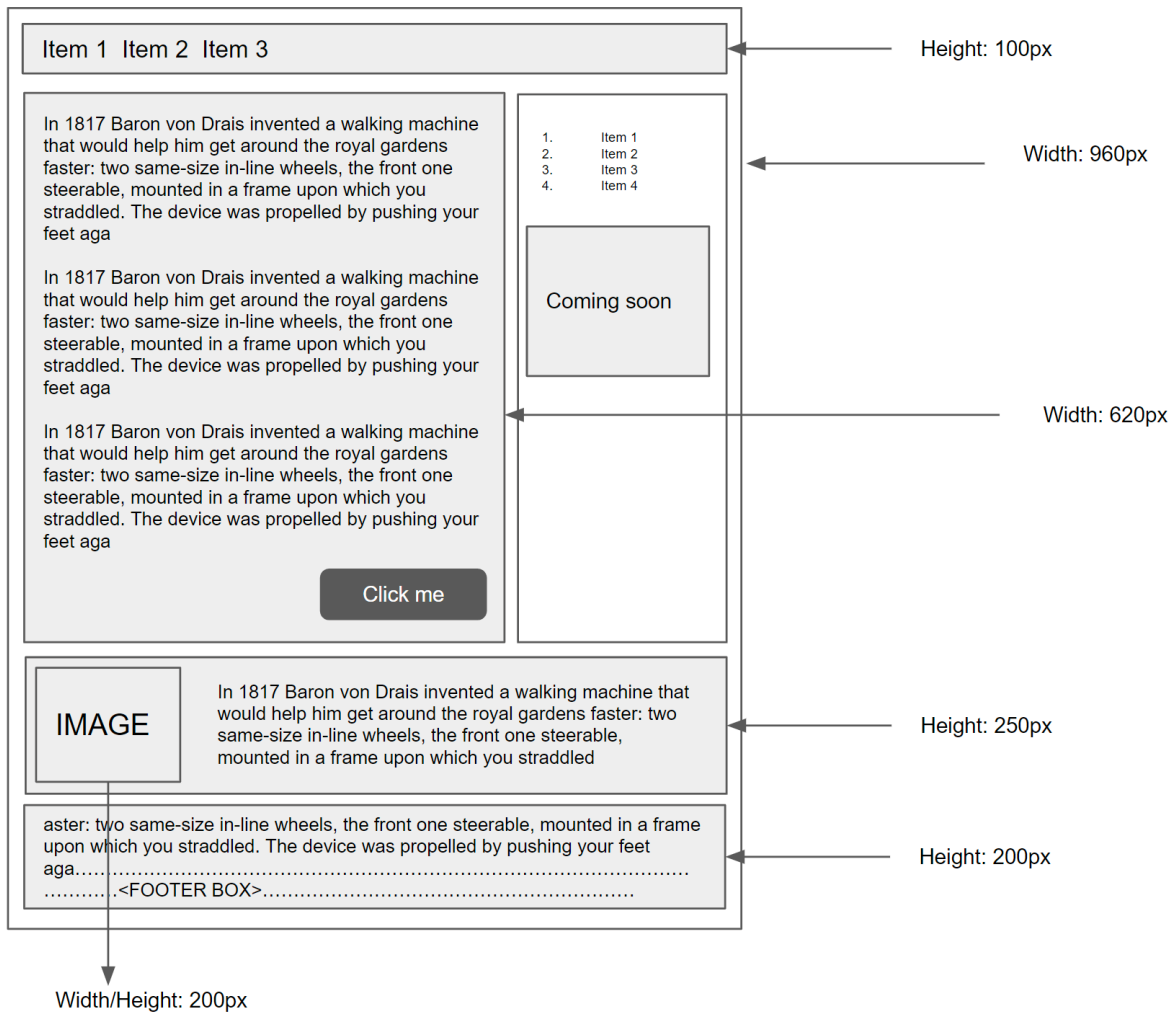 Item 1 Item 2 Item 3
Height: 100px
In 1817 Baron von Drais invented a walking machine
that would help him get around the royal gardens
faster: two same-size in-line wheels, the front one
steerable, mounted in a frame upon which you
straddled. The device was propelled by pushing your
feet aga
In 1817 Baron von Drais invented a walking machine
that would help him get around the royal gardens
faster: two same-size in-line wheels, the front one
steerable, mounted in a frame upon which you
straddled. The device was propelled by pushing your
feet aga
In 1817 Baron von Drais invented a walking machine
that would help him get around the royal gardens
faster: two same-size in-line wheels, the front one
steerable, mounted in a frame upon which you
straddled. The device was propelled by pushing your
feet aga
Click me
1. Item 1
2. Item 2
3. Item 3
4. Item 4
Coming soon
Width: 960px
Width: 620px
IMAGE
In 1817 Baron von Drais invented a walking machine that
would help him get around the royal gardens faster: two
same-size in-line wheels, the front one steerable,
mounted in a frame upon which you straddled
Height: 250px
aster: two same-size in-line wheels, the front one steerable, mounted in a frame
upon which you straddled. The device was propelled by pushing your feet
aga……………………………………………………………………………………
…………<FOOTER BOX>……………………………………………………
Height: 200px
Width/Height: 200px